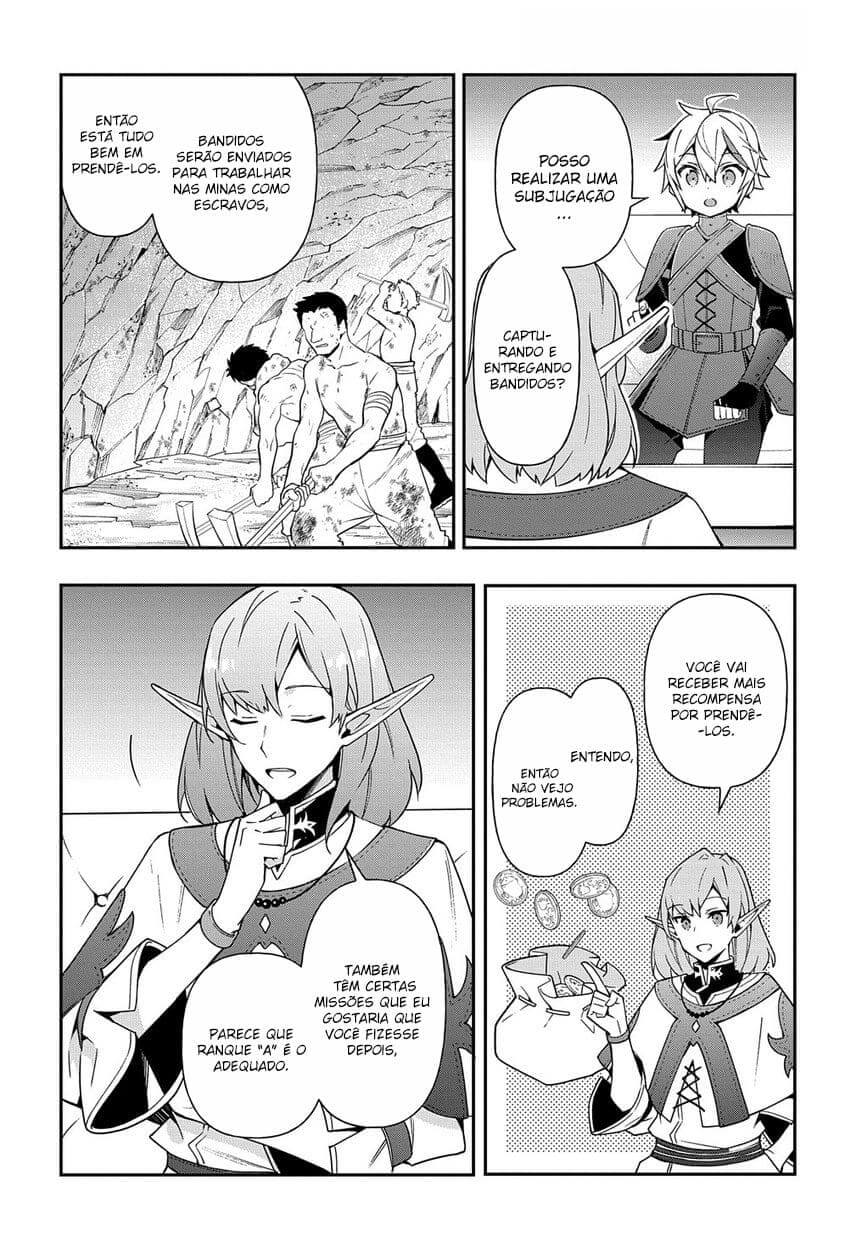 POSSO
REALIZAR UMA
SUBJUGAÇÃO
...
CAPTU-
RANDO E
ENTREGANDO
BANDIDOS?
BANDIDOS
SERÃO ENVIADOS
PARA TRABALHAR
NAS MINAS COMO
ESCRAVOS,
ENTÃO
ESTÁ TUDO
BEM EM
PRENDÊ-LOS.
VOCÊ VAI
RECEBER MAIS
RECOMPENSA
POR PRENDÊ-
-LOS.
ENTENDO,
ENTÃO
NÃO VEJO
PROBLEMAS.
TAMBÉM
TÊM CERTAS
MISSÕES QUE EU
GOSTARIA QUE
VOCÊ FIZESSE
DEPOIS,
PARECE QUE
RANQUE "A" É O
ADEQUADO.